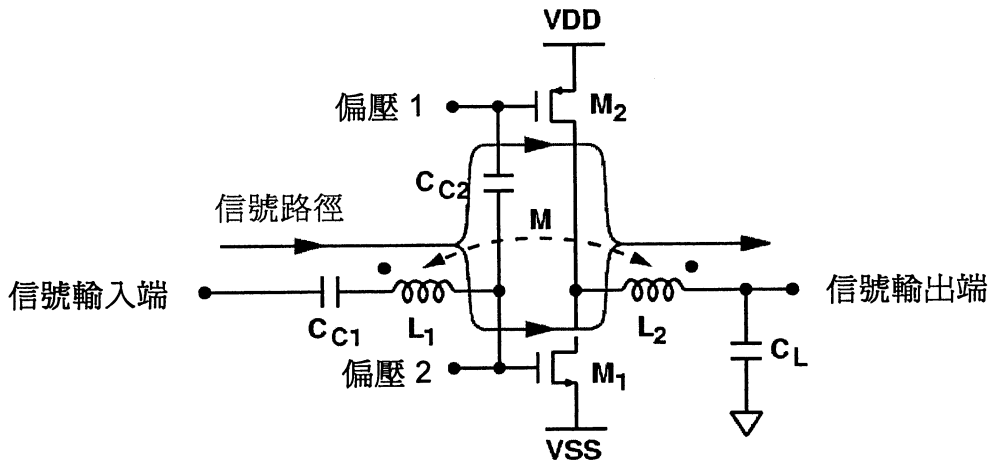 VDD
偏壓 1
M2
CC2
信號路徑
M
信號輸入端
CC1
L1
L2
信號輸出端
CL
偏壓 2
M1
VSS